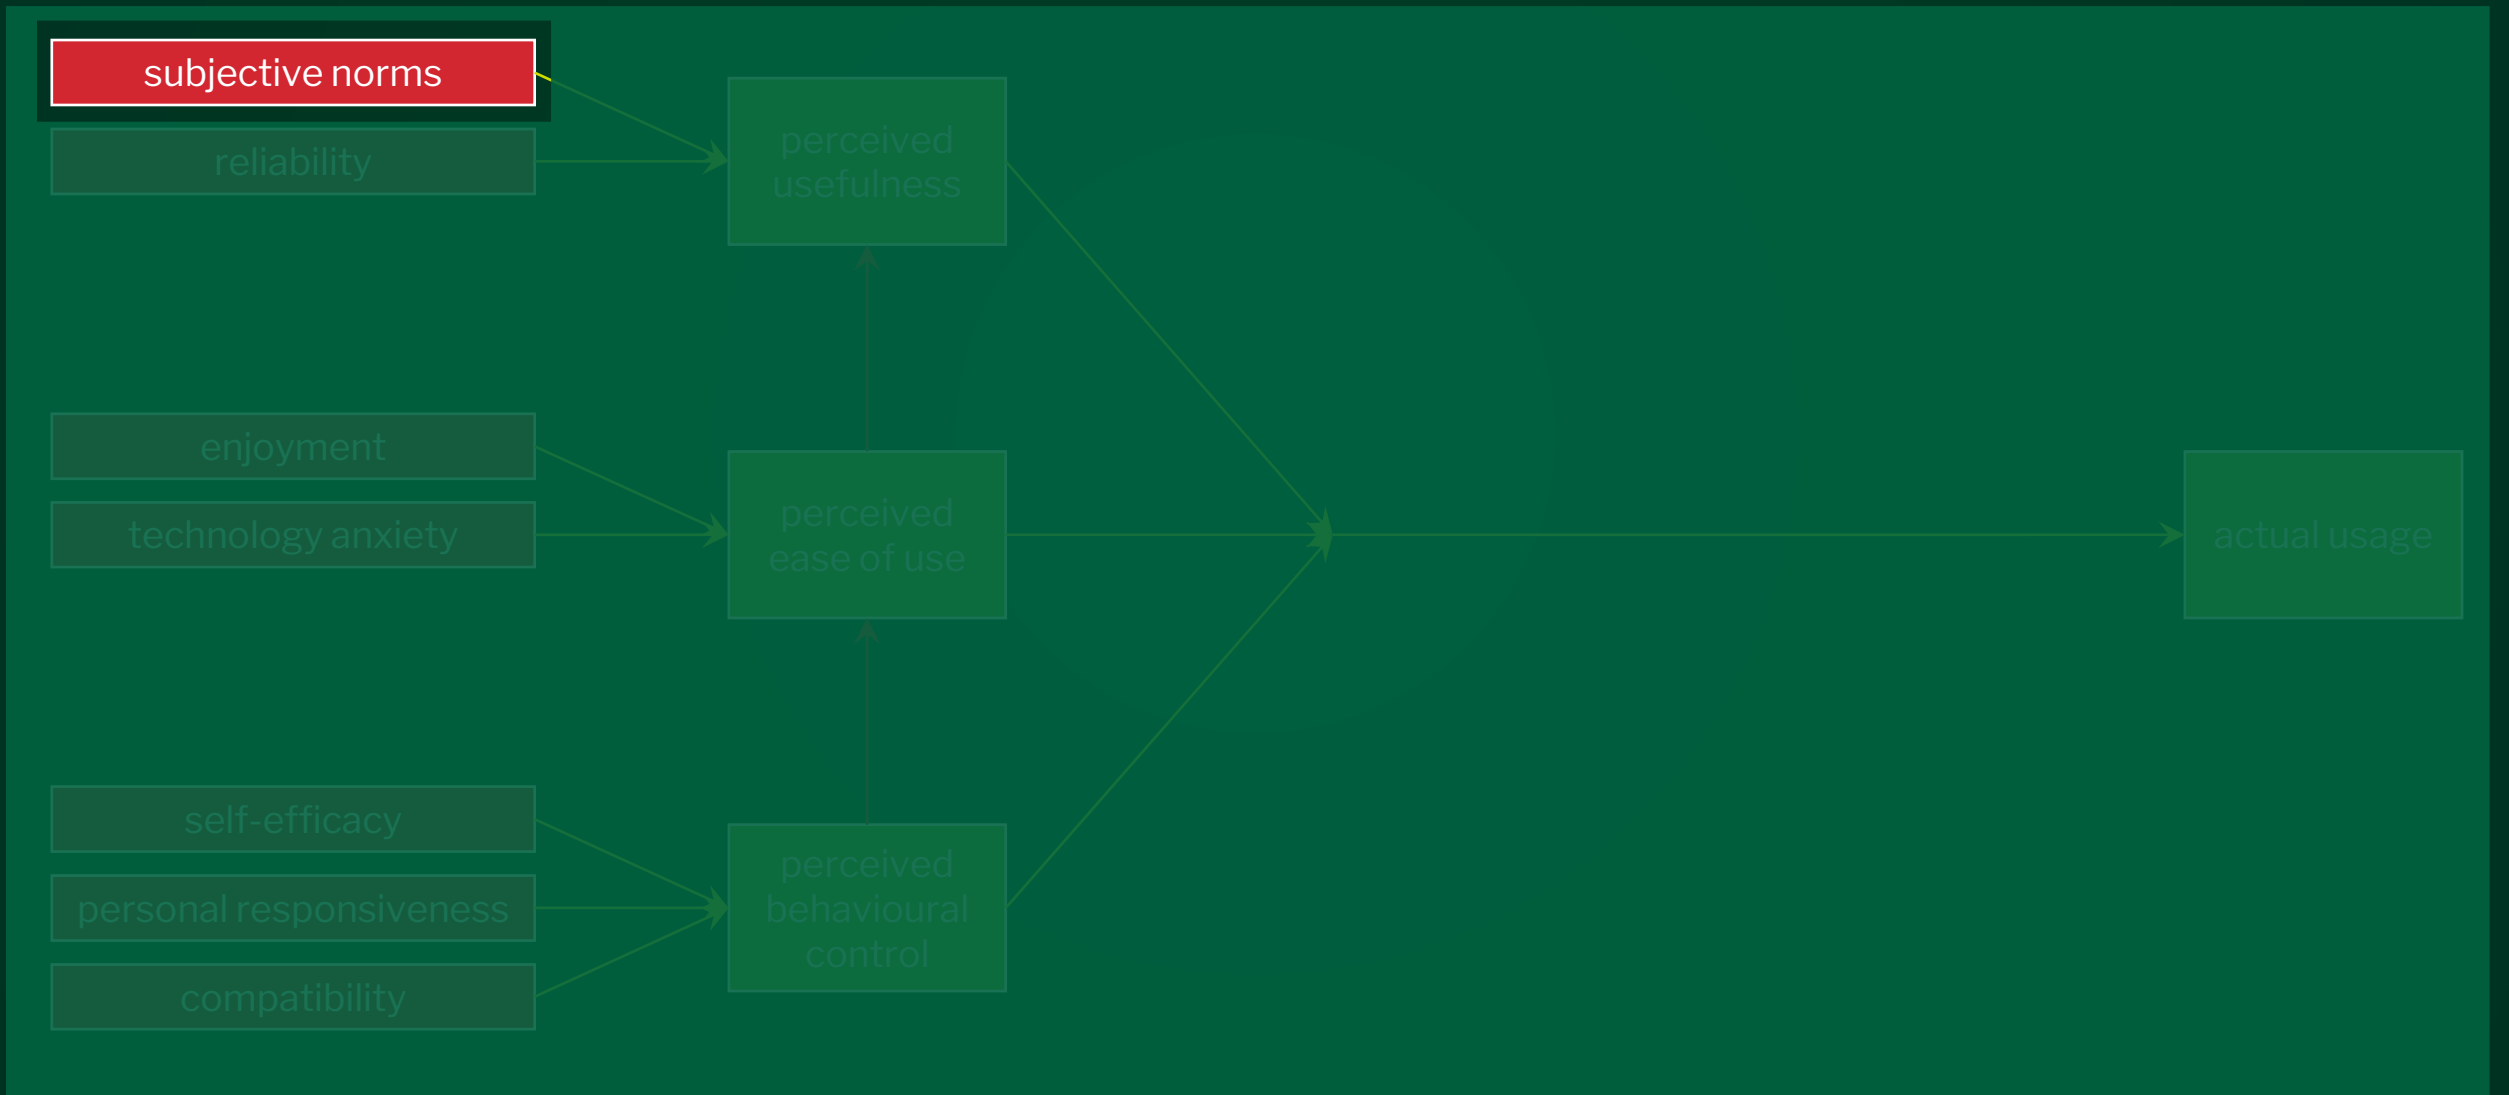 subjective norms
reliability
perceived
usefulness
enjoyment
technology anxiety
perceived
ease of use
actual usage
self-efficacy
personal responsiveness
compatibility
perceived
behavioural
control